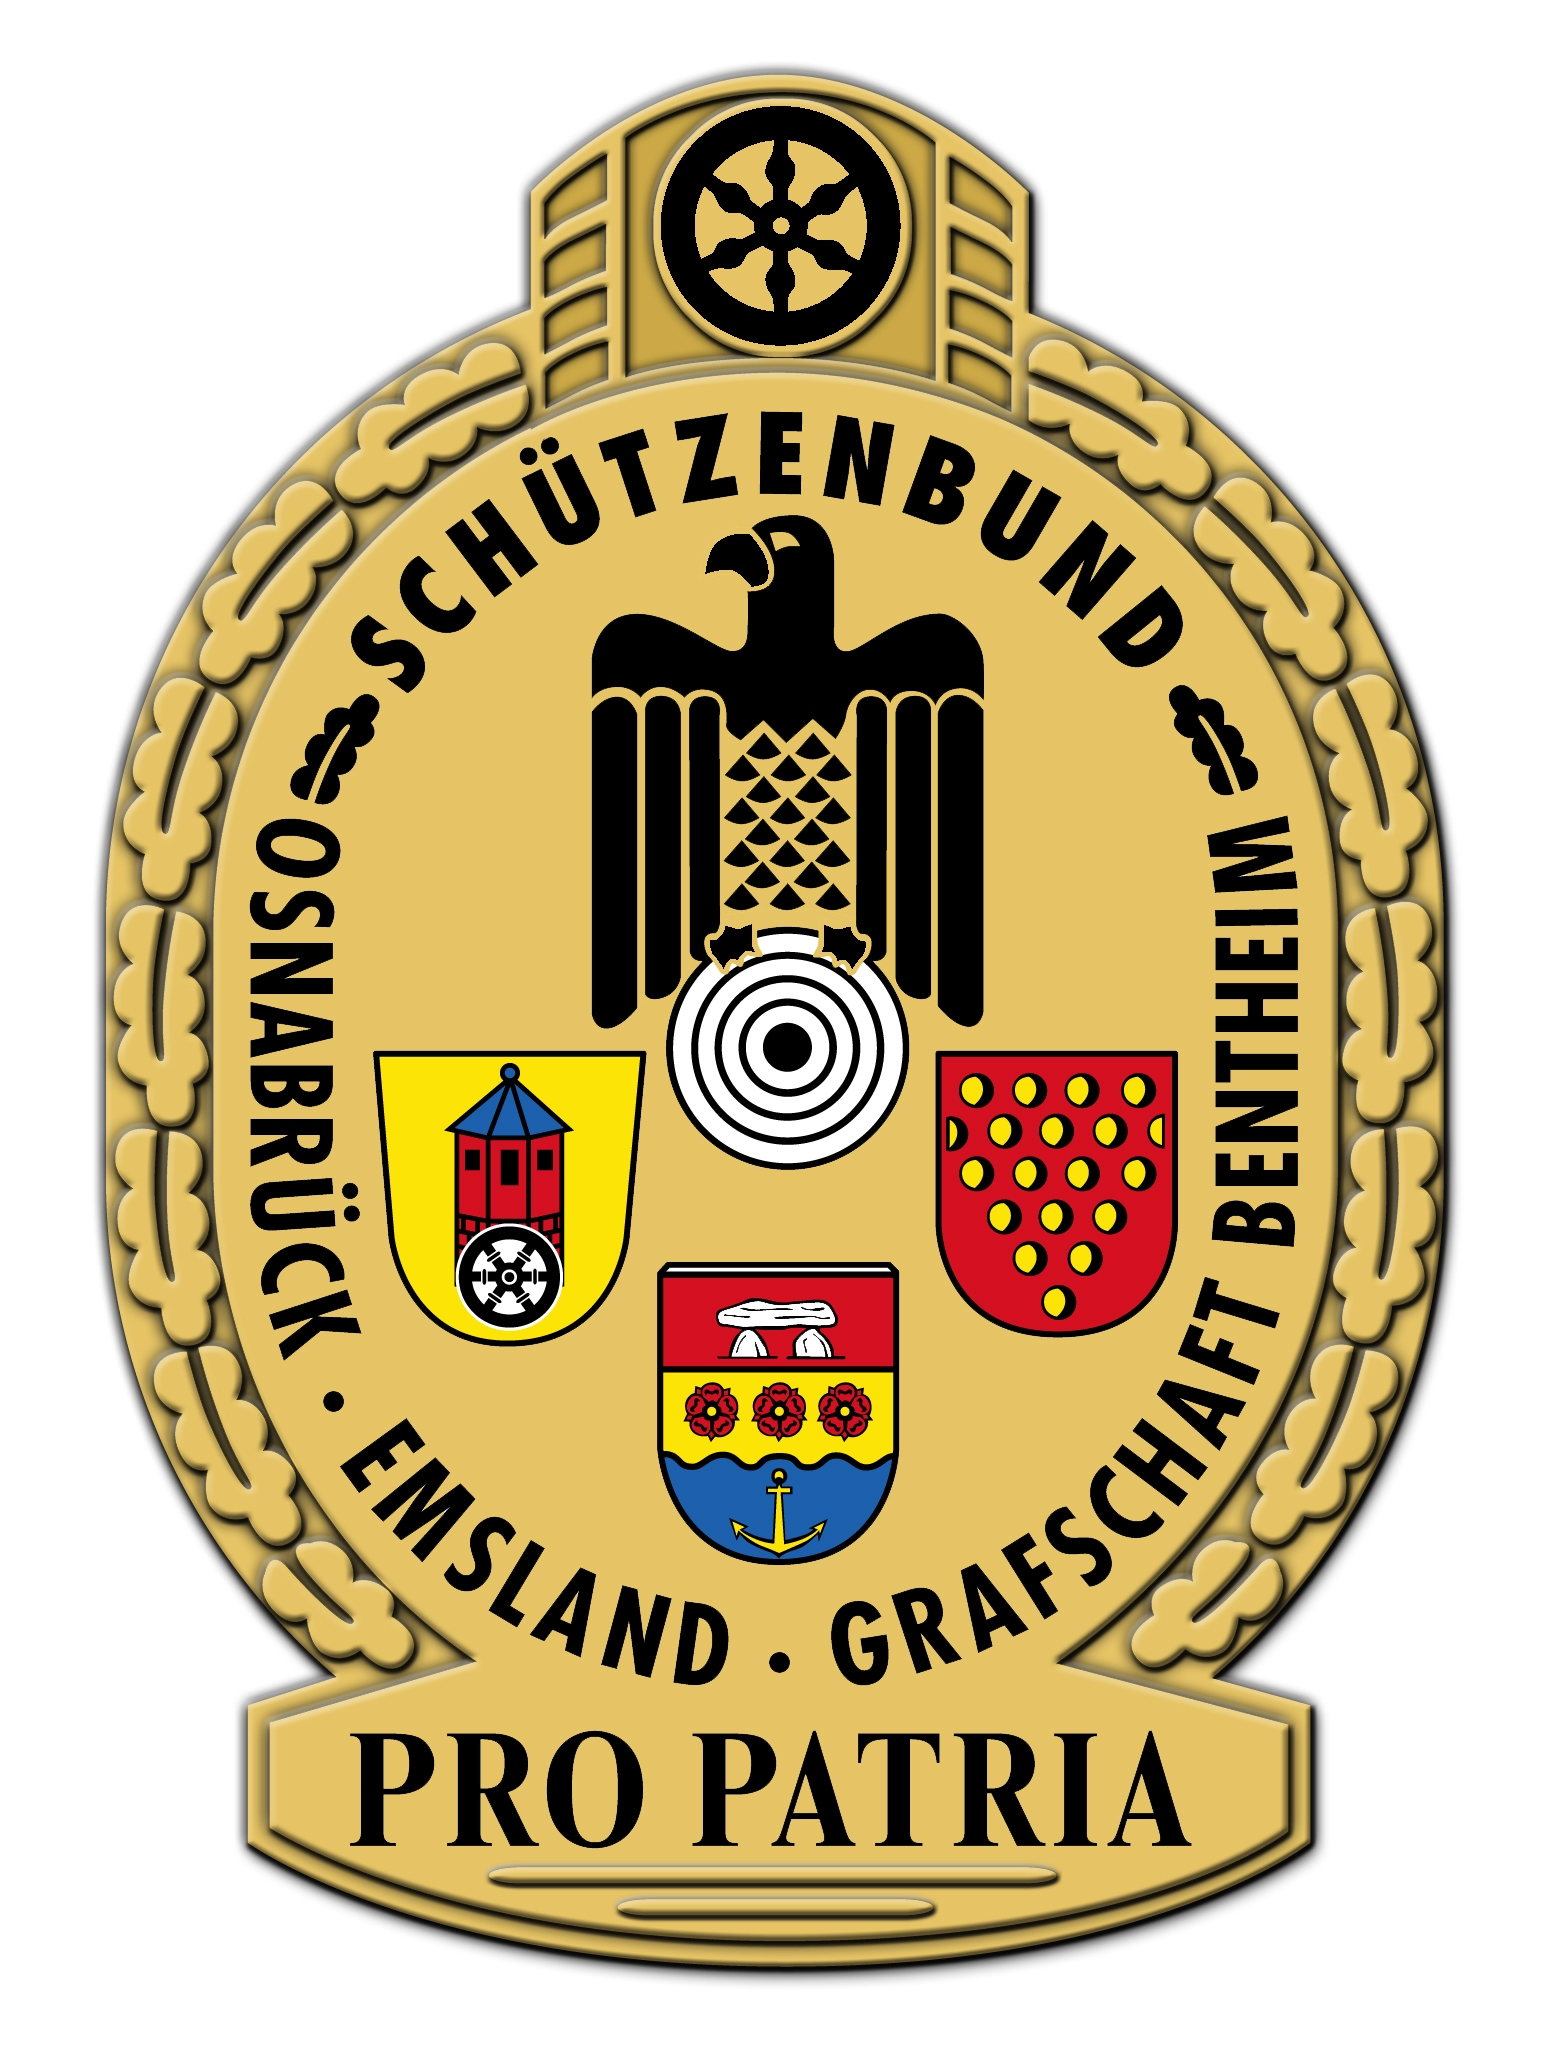 SCHÜTZENBUND
OSNABRÜCK · EMSLAND · GRAFSCHAFT BENTHEIM
PRO PATRIA